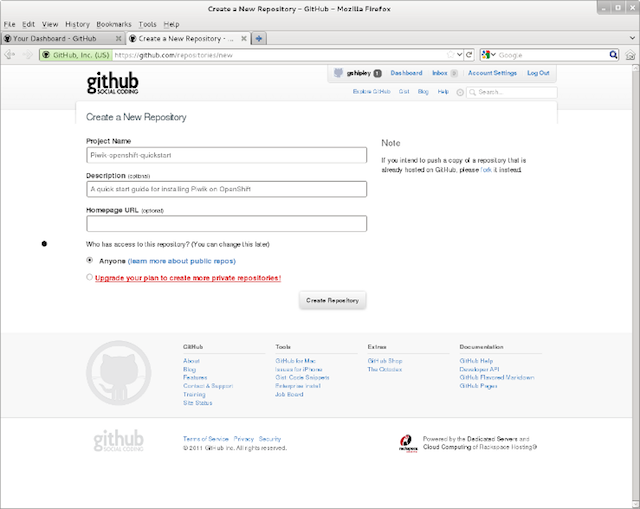 Create a New Repository - GitHub - Mozilla Firefox
File Edit View History Bookmarks Tools Help
Your Dashboard - GitHub
Create a New Repository - ...
GitHub, Inc. (US) https://github.com/repositories/new
Google
github
SOCIAL CODING
gshipley 1 Dashboard Inbox 0 Account Settings Log Out
Explore GitHub Gist Blog Help Search...
Create a New Repository
Project Name
Piwik-openshift-quickstart
Description (optinal)
A quick start guide for installing Piwik on OpenShift
Homepage URL (optional)
Who has access to this repository? (You can change this later)
Anyone (learn more about public repos)
Upgrade your plan to create more private repositories!
Create Repository
Note
If you intend to push a copy of a repository that is
already hosted on GitHub, please fork it instead.
GitHub
About
Blog
Features
Contact & Support
Training
Site Status
Tools
GitHub for Mac
Issues for iPhone
Gist: Code Snippets
Enterprise Install
Job Board
Extras
GitHub Shop
The Octodex
Documentation
GitHub Help
Developer API
GitHub Flavored Markdown
GitHub Pages
github
SOCIAL CODING
Terms of Service Privacy Security
© 2011 GitHub Inc. All rights reserved.
rackspace
Powered by the Dedicated Servers and
Cloud Computing of Rackspace Hosting®